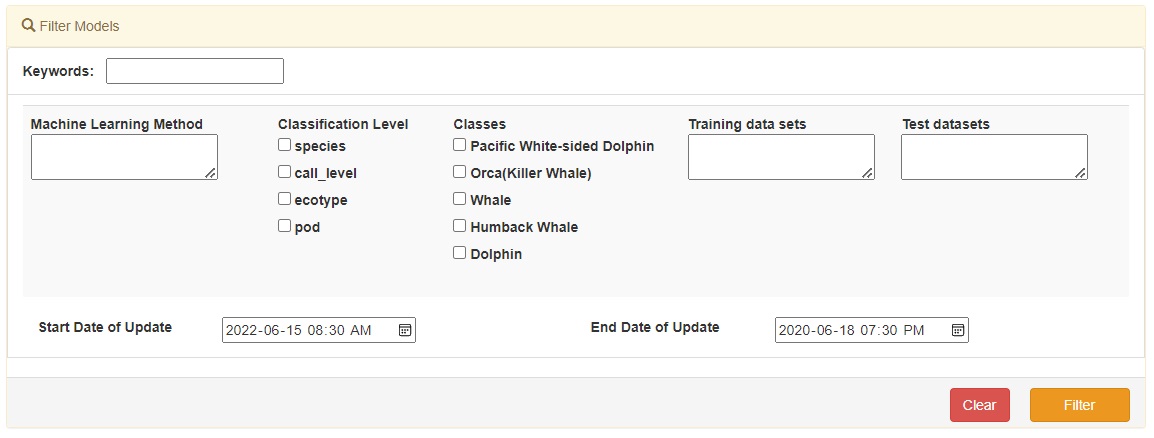 Filter Models
Keywords:
Machine Learning Method
Classification Level
species
call_level
ecotype
pod
Classes
Pacific White-sided Dolphin
Orca(Killer Whale)
Whale
Humback Whale
Dolphin
Training data sets
Test datasets
Start Date of Update
2022-06-15 08:30 AM
End Date of Update
2020-06-18 07:30 PM
Clear
Filter